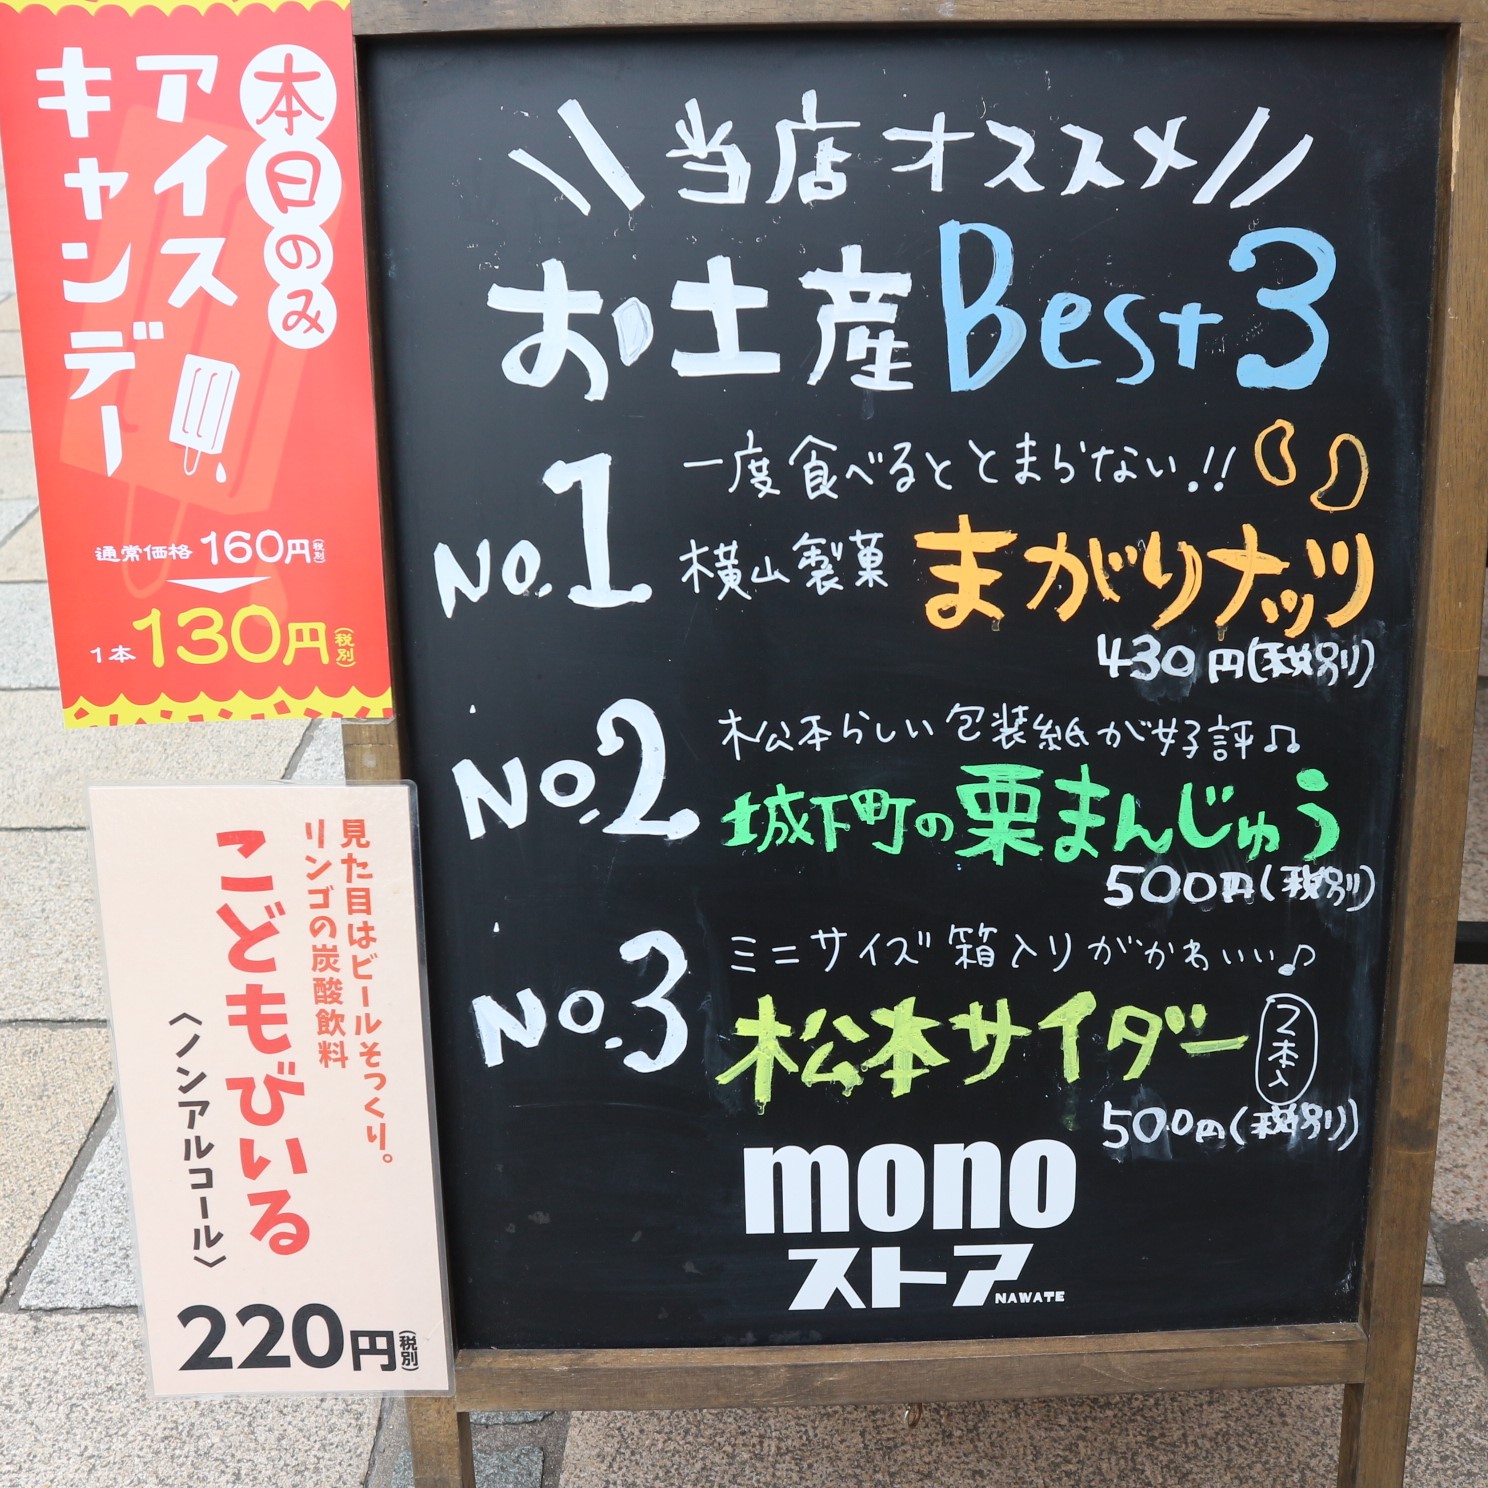 本日のみ
アイス
キャンデー
通常価格 160円(税別)
1本 130円(税別)
見た目はビールそっくり。
リンゴの炭酸飲料
こどもびいる
〈ノンアルコール〉
220円(税別)
\\当店オススメ//
お土産Best3
No.1
一度食べるととまらない!!
横山製菓 まがりナッツ
430円(税別)
No.2
松本らしい包装紙が好評♫
城下町の栗まんじゅう
500円(税別)
No.3
ミニサイズ箱入りがかわいい♪
松本サイダー 2本入
500円(税別)
mono
ストア
NAWATE